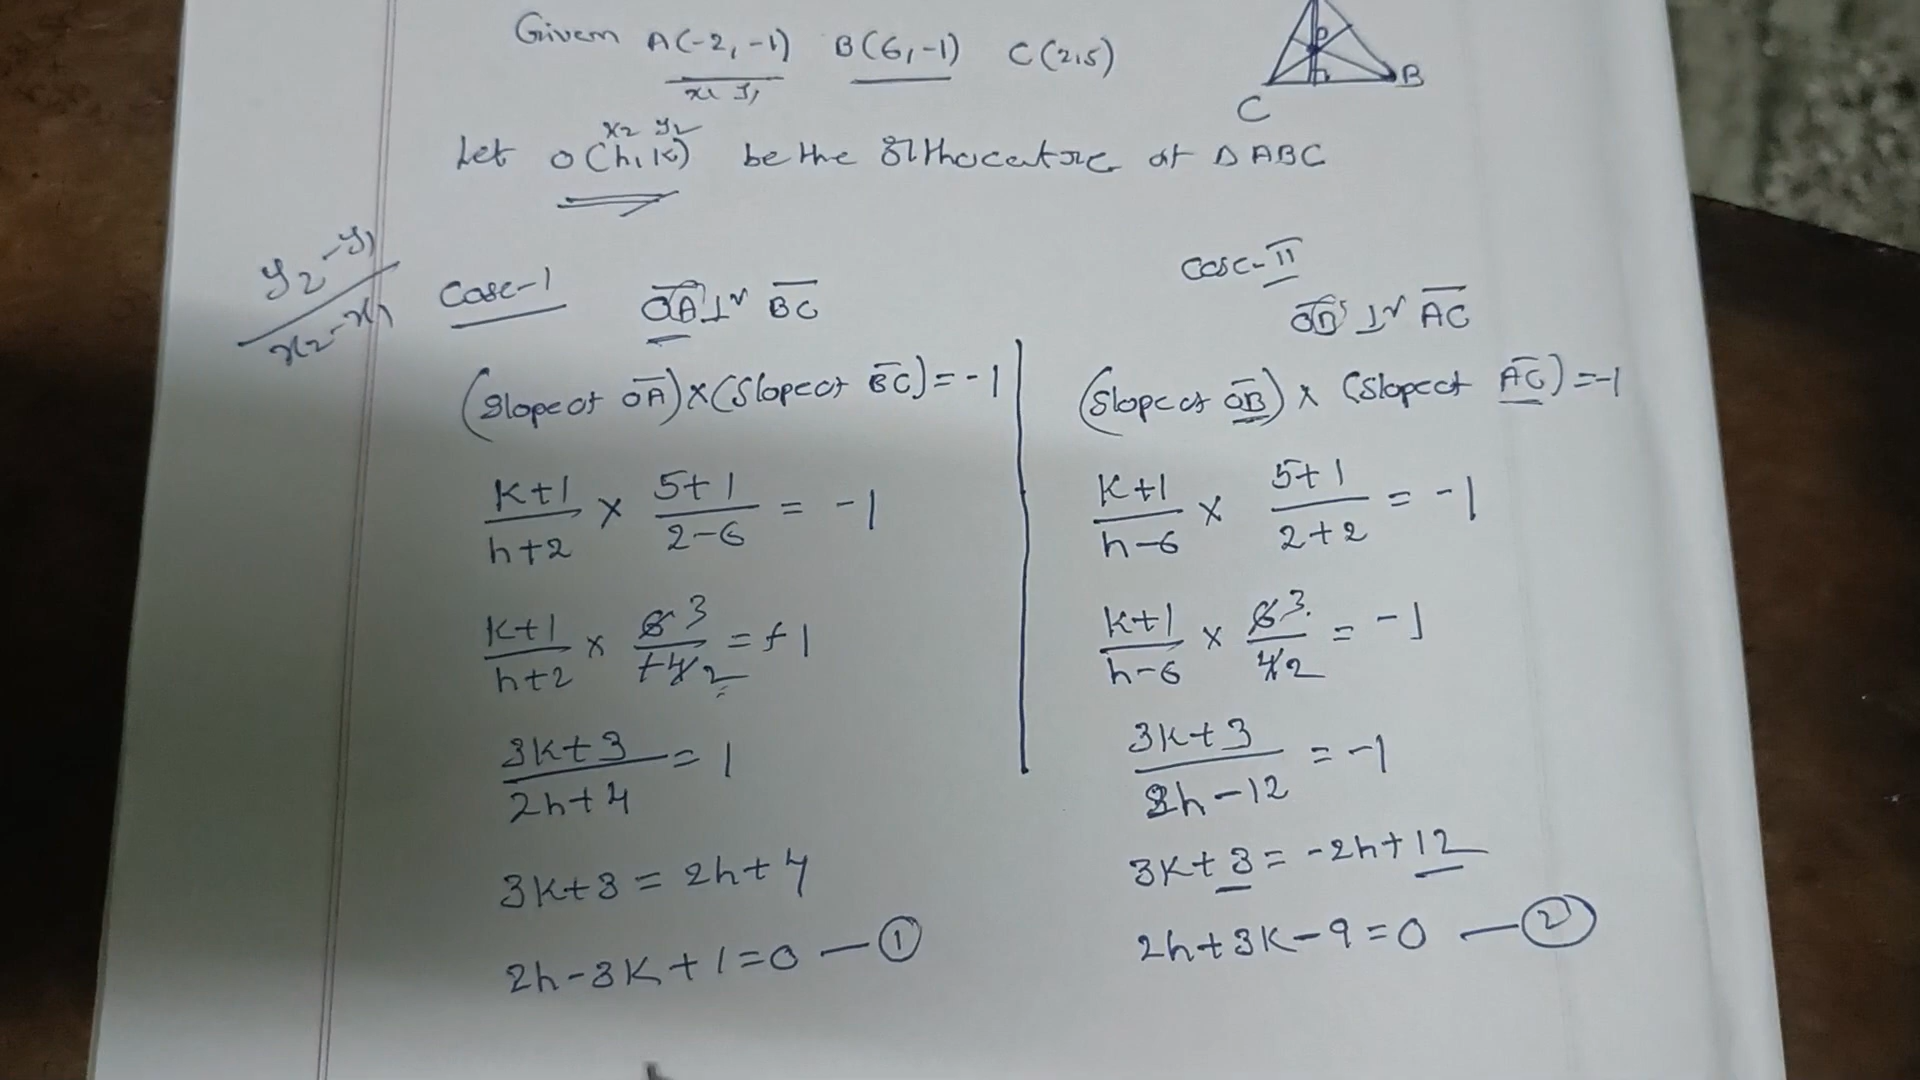 Given A(-2,-1) B(6,-1) C(2,5)
x1 y1
P
B
C
x2 y2
Let O(h,k) be the orthocentre of Δ ABC
y2-y1
x2-x1
Case-I
OA ⊥r BC
(Slope of OA)×(Slope of BC) = -1
k+1/h+2 × 5+1/2-6 = -1
k+1/h+2 × 6 3/+4 2 = +1
3k+3/2h+4 = 1
3k+3 = 2h+4
2h-3k+1=0 —①
Case-II
OB ⊥r AC
(Slope of OB) × (Slope of AC) = -1
k+1/h-6 × 5+1/2+2 = -1
k+1/h-6 × 6 3/4 2 = -1
3k+3/2h-12 = -1
3k+3 = -2h+12
2h+3k-9=0 —②